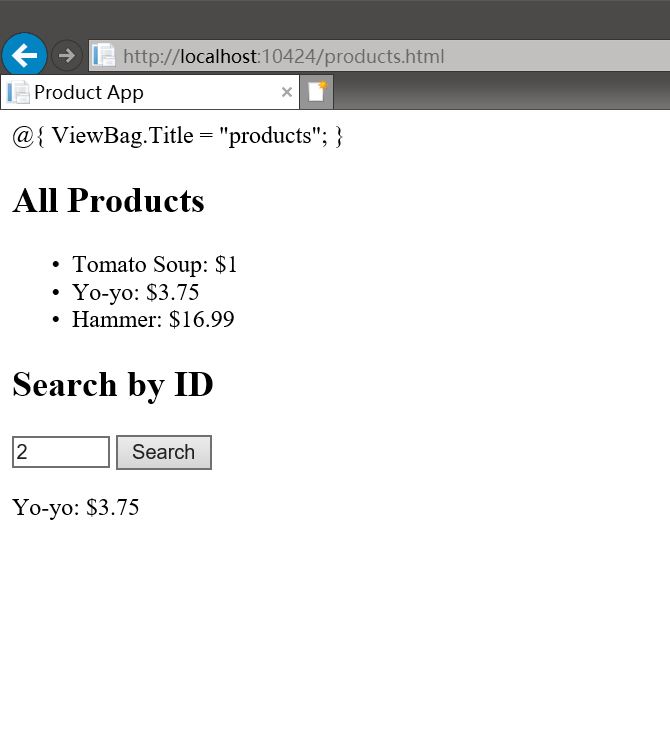 http://localhost:10424/products.html
Product App
@{ ViewBag.Title = "products"; }
All Products
• Tomato Soup: $1
• Yo-yo: $3.75
• Hammer: $16.99
Search by ID
2 Search
Yo-yo: $3.75